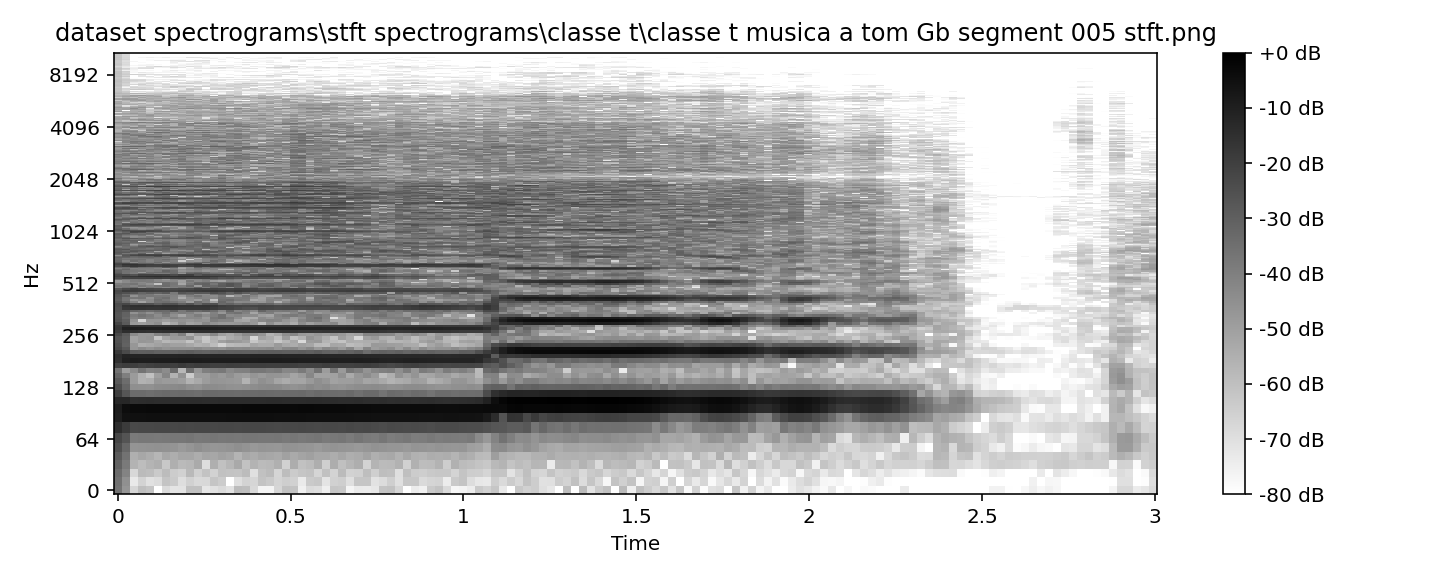 dataset spectrograms\stft spectrograms\classe t\classe t musica a tom Gb segment 005 stft.png
+0 dB
8192
-10 dB
4096
-20 dB
2048
-30 dB
1024
-40 dB
Hz
512
-50 dB
256
-60 dB
128
-70 dB
64
0
-80 dB
0
0.5
1
1.5
2
2.5
3
Time